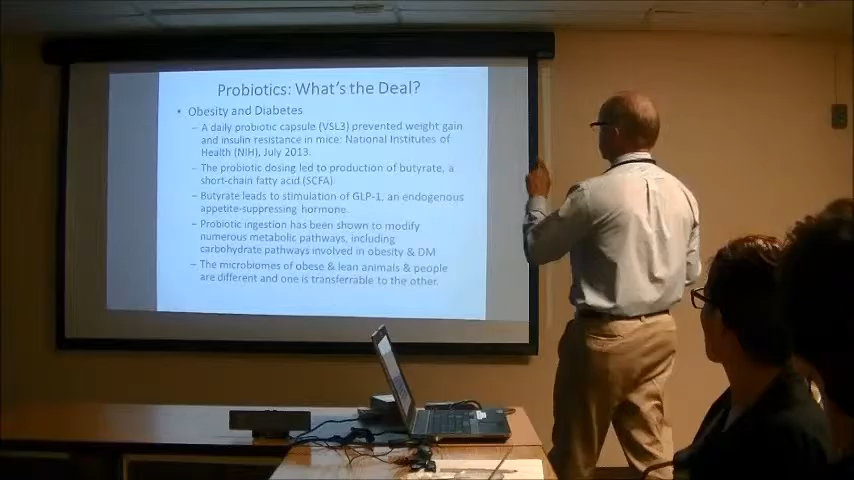 Probiotics: What's the Deal?
• Obesity and Diabetes
– A daily probiotic capsule (VSL3) prevented weight gain
and insulin resistance in mice: National Institutes of
Health (NIH), July 2013.
– The probiotic dosing led to production of butyrate, a
short-chain fatty acid (SCFA)
– Butyrate leads to stimulation of GLP-1, an endogenous
appetite-suppressing hormone.
– Probiotic ingestion has been shown to modify
numerous metabolic pathways, including
carbohydrate pathways involved in obesity & DM
– The microbiomes of obese & lean animals & people
are different and one is transferrable to the other.